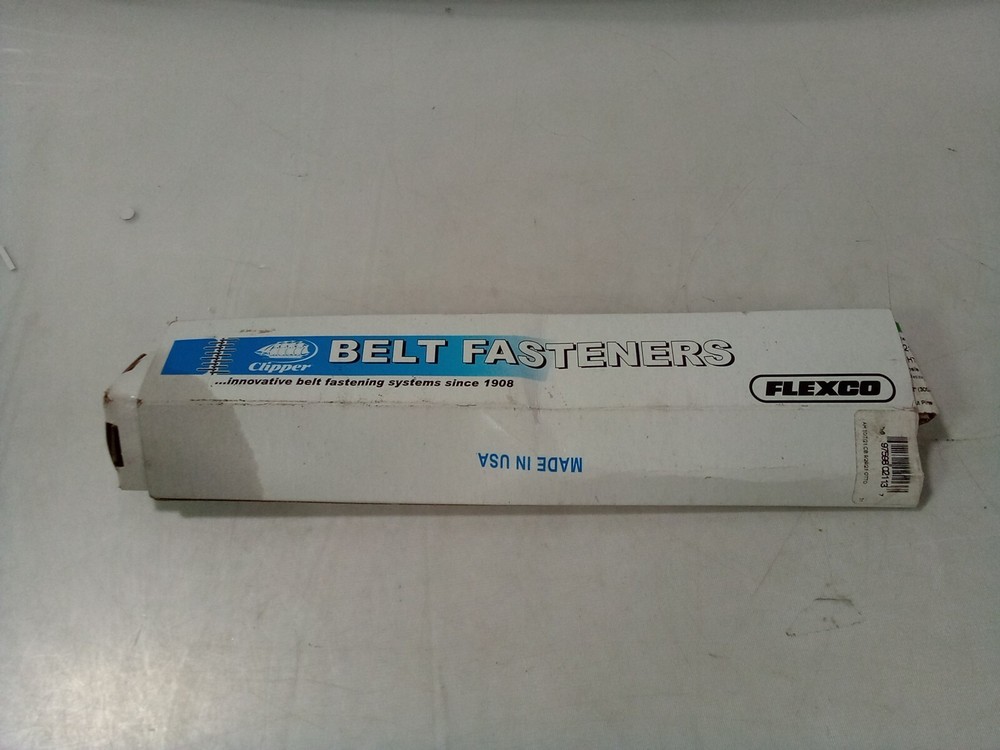 Clipper
BELT FASTENERS
...innovative belt fastening systems since 1908
FLEXCO
MADE IN USA